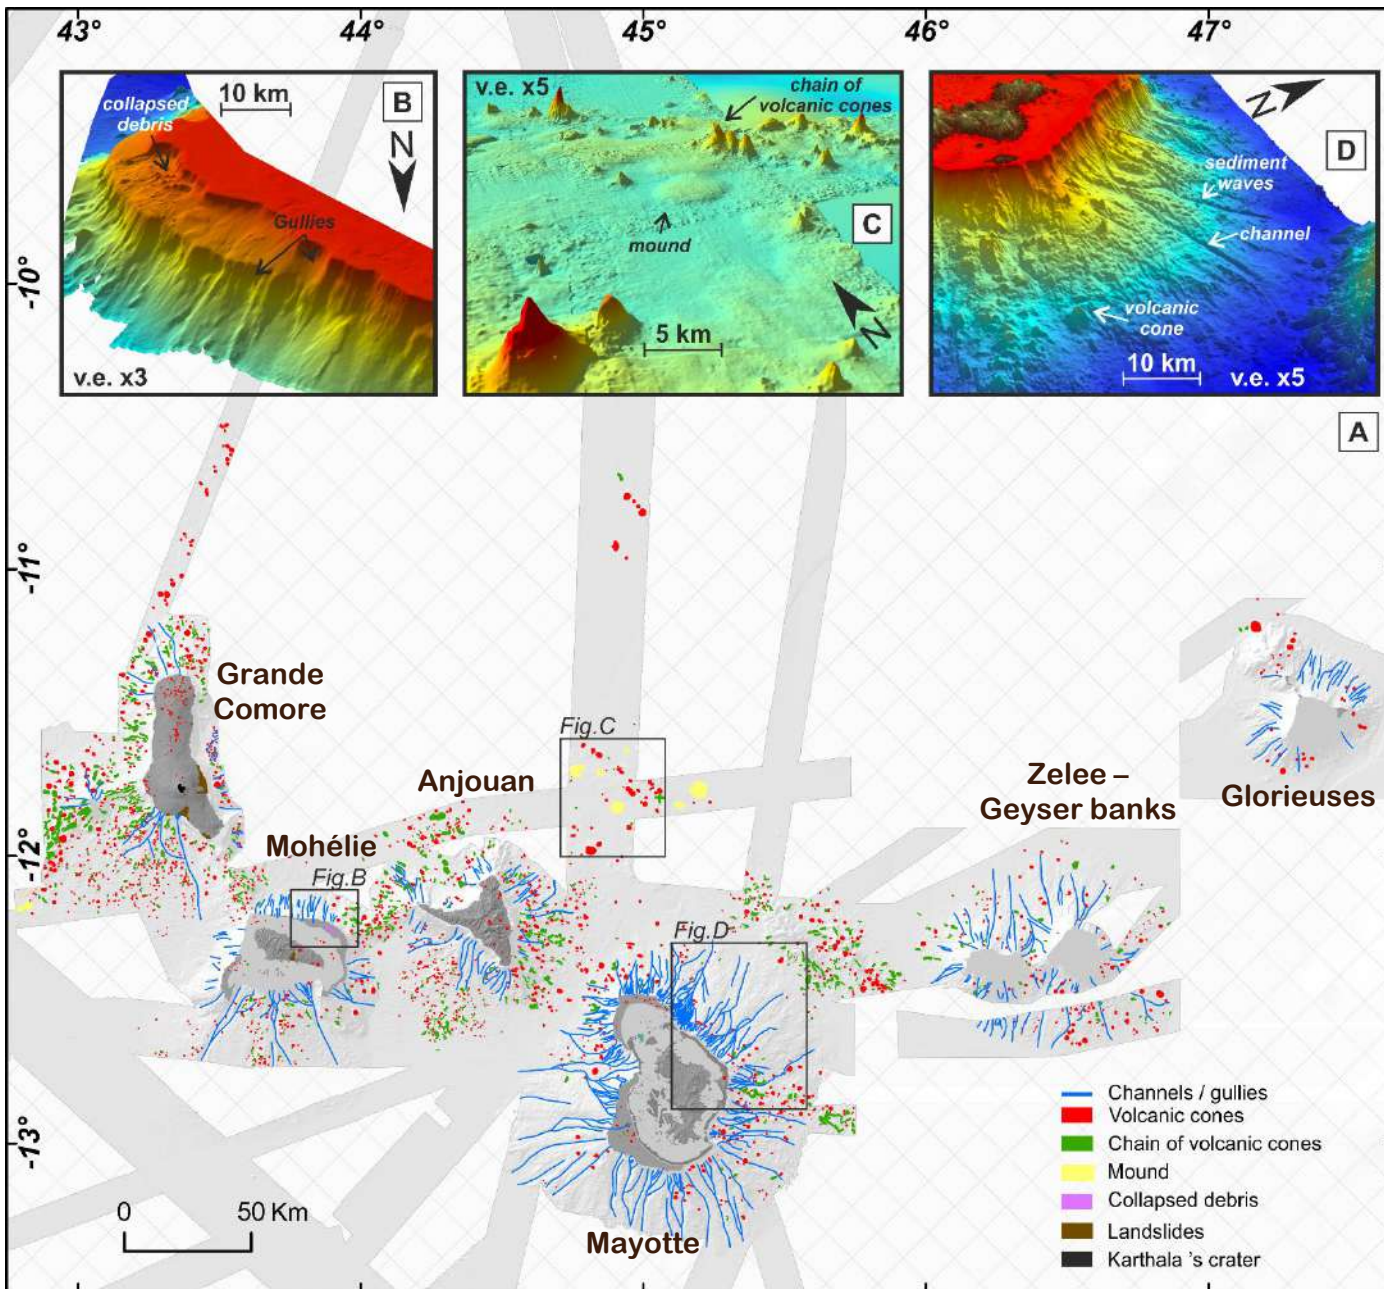 43°
44°
45°
46°
47°
-10°
-11°
-12°
-13°
collapsed
debris
10 km
B
N
Gullies
v.e. x3
v.e. x5
chain of
volcanic cones
C
mound
5 km
N
N
D
sediment
waves
channel
volcanic
cone
10 km
v.e. x5
A
Grande
Comore
Anjouan
Mohélie
Fig.B
Fig.C
Fig.D
Zelee –
Geyser banks
Glorieuses
Mayotte
0
50 Km
Channels / gullies
Volcanic cones
Chain of volcanic cones
Mound
Collapsed debris
Landslides
Karthala 's crater